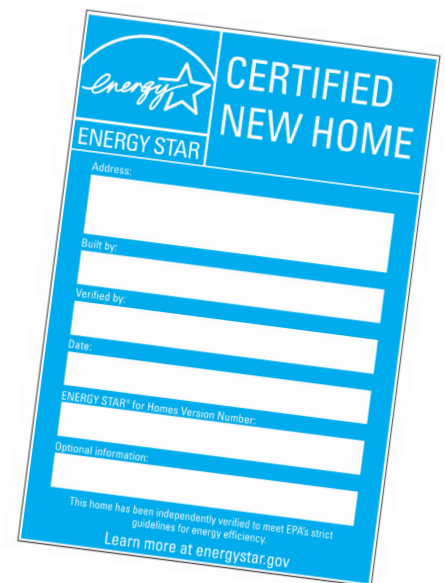 energy
ENERGY STAR
CERTIFIED
NEW HOME
Address:
Built by:
Verified by:
Date:
ENERGY STAR® for Homes Version Number:
Optional information:
This home has been independently verified to meet EPA's strict
guidelines for energy efficiency.
Learn more at energystar.gov